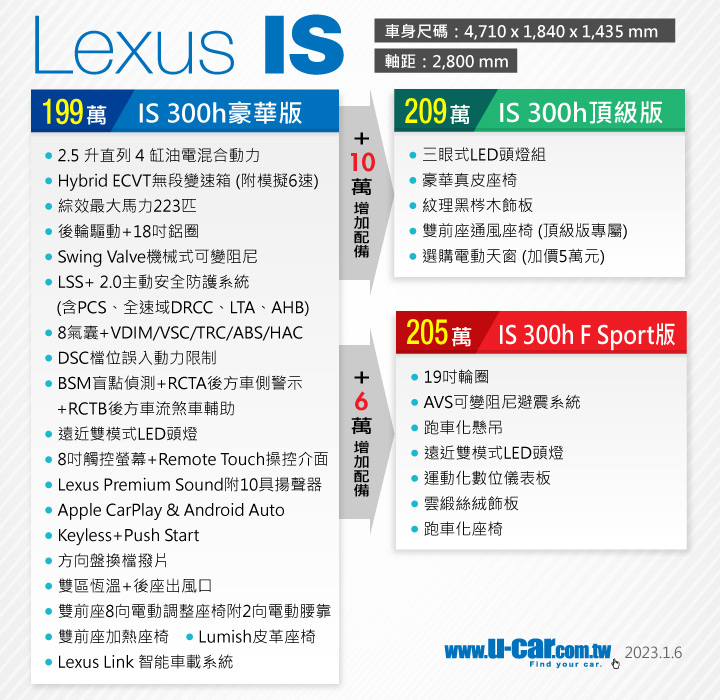 Lexus IS
車身尺碼：4,710 x 1,840 x 1,435 mm
軸距：2,800 mm
199萬 IS 300h豪華版
2.5 升直列 4 缸油電混合動力
Hybrid ECVT無段變速箱 (附模擬6速)
綜效最大馬力223匹
後輪驅動+18吋鋁圈
Swing Valve機械式可變阻尼
LSS+ 2.0主動安全防護系統
(含PCS、全速域DRCC、LTA、AHB)
8氣囊+VDIM/VSC/TRC/ABS/HAC
DSC檔位誤入動力限制
BSM盲點偵測+RCTA後方車側警示
+RCTB後方車流煞車輔助
遠近雙模式LED頭燈
8吋觸控螢幕+Remote Touch操控介面
Lexus Premium Sound附10具揚聲器
Apple CarPlay & Android Auto
Keyless+Push Start
方向盤換檔撥片
雙區恆溫+後座出風口
雙前座8向電動調整座椅附2向電動腰靠
雙前座加熱座椅 ● Lumish皮革座椅
Lexus Link 智能車載系統
+10萬增加配備
209萬 IS 300h頂級版
三眼式LED頭燈組
豪華真皮座椅
紋理黑梣木飾板
雙前座通風座椅 (頂級版專屬)
選購電動天窗 (加價5萬元)
+6萬增加配備
205萬 IS 300h F Sport版
19吋輪圈
AVS可變阻尼避震系統
跑車化懸吊
遠近雙模式LED頭燈
運動化數位儀表板
雲緞絲絨飾板
跑車化座椅
www.u-car.com.tw 2023.1.6
Find your car.